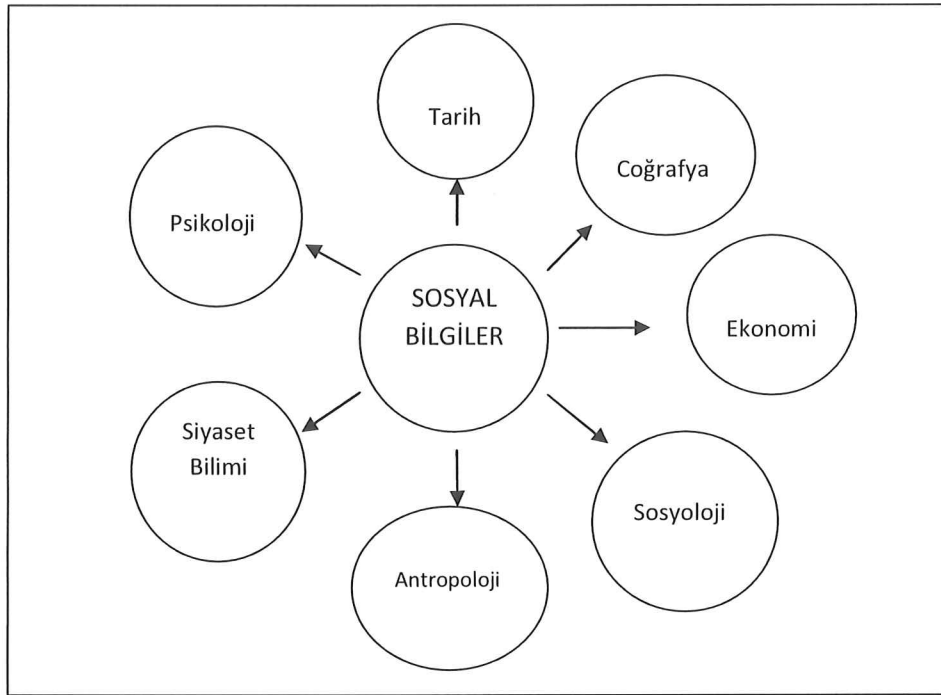 Tarih
Coğrafya
Psikoloji
SOSYAL
BİLGİLER
Ekonomi
Siyaset
Bilimi
Sosyoloji
Antropoloji